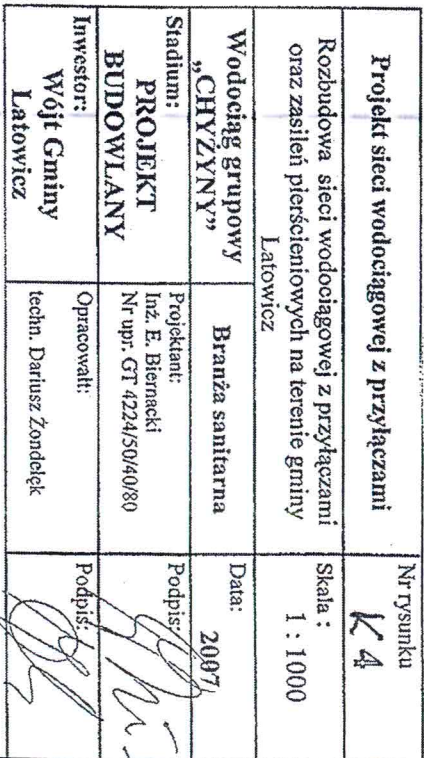 Projekt sieci wodociągowej z przyłączami
Nr rysunku
K4
Rozbudowa sieci wodociągowej z przyłączami
oraz zasileń pierścieniowych na terenie gminy
Latowicz
Skala :
1 : 1000
Wodociąg grupowy
„CHYŻYNY”
Branża sanitarna
Data:
2007
Stadium:
PROJEKT
BUDOWLANY
Projektant:
Inż. E. Biernacki
Nr upr. GT 4224/50/40/80
Podpis:
Inwestor:
Wójt Gminy
Latowicz
Opracował:
techn. Dariusz Żondełęk
Podpis: